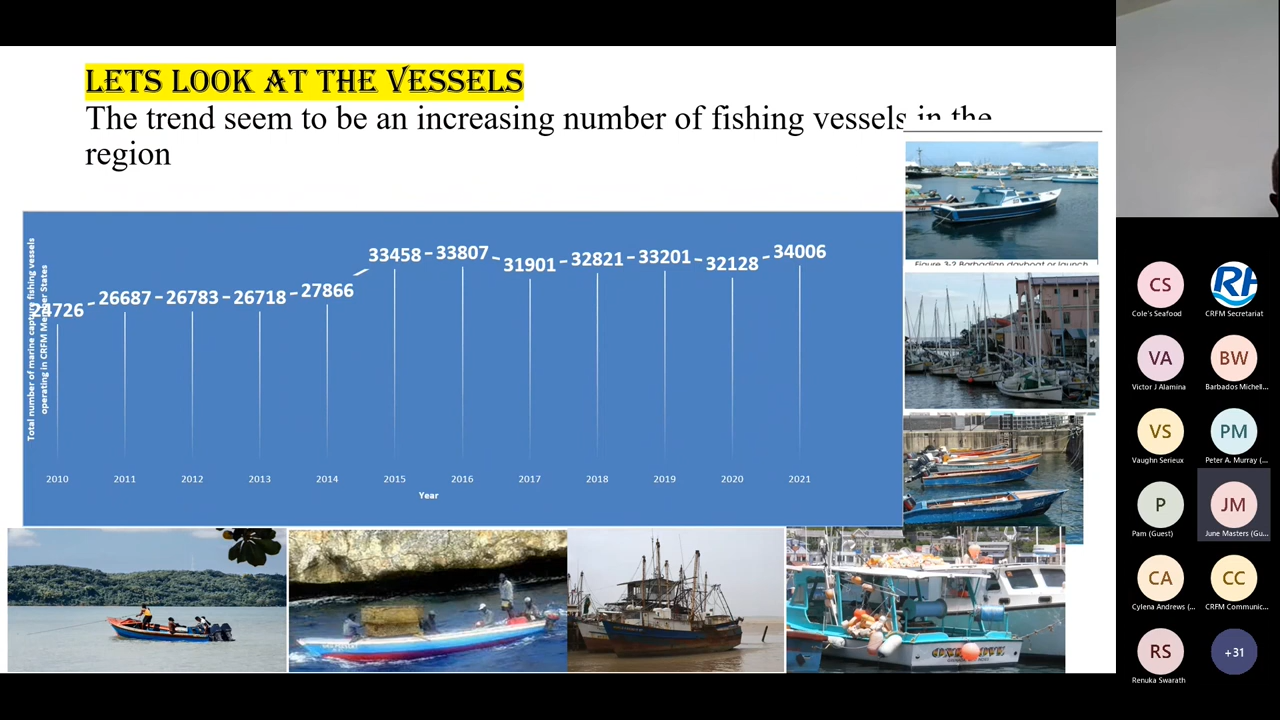 LETS LOOK AT THE VESSELS
The trend seem to be an increasing number of fishing vessels in the
region
Total number of marine capture fishing vessels
operating in CRFM Member States
24726
26687
26783
26718
27866
33458
33807
31901
32821
33201
32128
34006
2010
2011
2012
2013
2014
2015
2016
2017
2018
2019
2020
2021
Year
Figure 3-2 Barbadian dayboat or launch
CS
Cole's Seafood
CRFM Secretariat
VA
Victor J Alamina
BW
Barbados Michell...
VS
Vaughn Serieux
PM
Peter A. Murray (...
P
Pam (Guest)
JM
June Masters (Gu...
CA
Cylena Andrews (...
CC
CRFM Communic...
RS
Renuka Swarath
+31